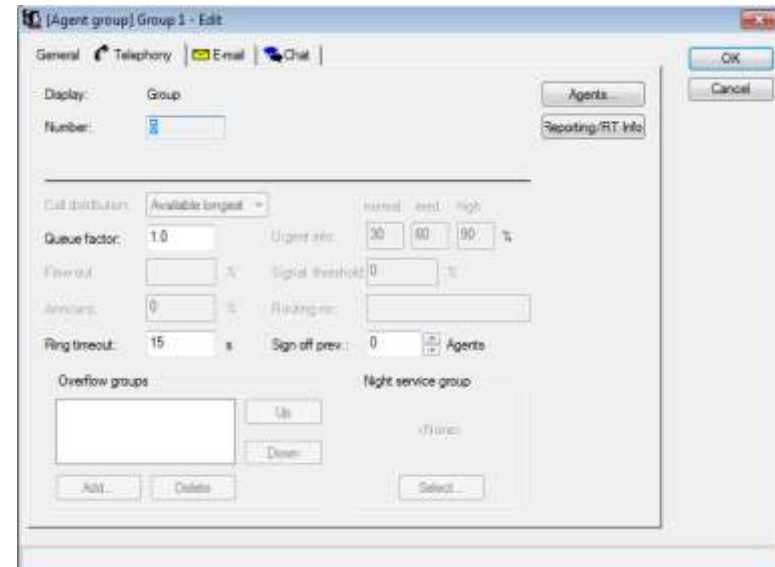 [Agent group] Group 1 - Edit
General Telephony E-mail Chat
OK
Cancel
Display: Group
Agents...
Number: 0
Reporting/RT Info
Call distribution: Available longest
normal med. high
Queue factor: 1.0 Urgent info: 30 60 90 %
Flow out: % Signal threshold 0 %
Announc. 0 % Routing no:
Ring timeout: 15 s Sign off prev.: 0 Agents
Overflow groups Night service group
Up
<None>
Down
Add... Delete Select...